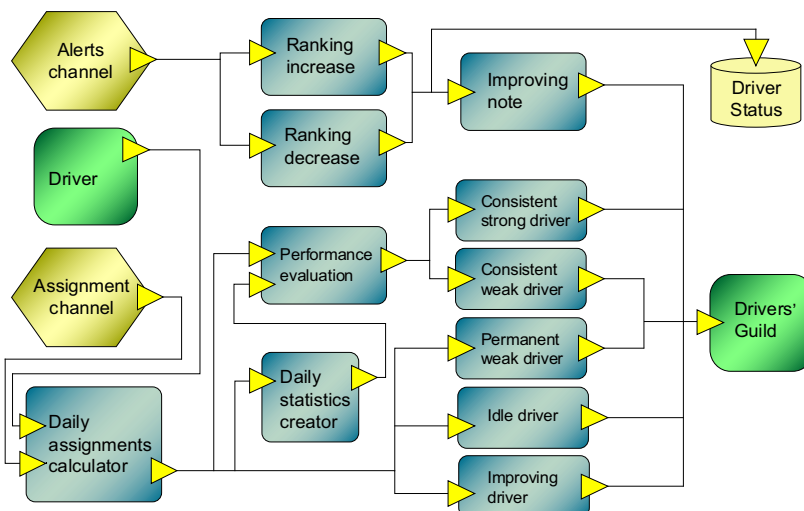 Alerts
channel
Ranking
increase
Improving
note
Driver
Status
Ranking
decrease
Driver
Consistent
strong driver
Performance
evaluation
Assignment
channel
Consistent
weak driver
Drivers’
Guild
Permanent
weak driver
Daily
statistics
creator
Daily
assignments
calculator
Idle driver
Improving
driver